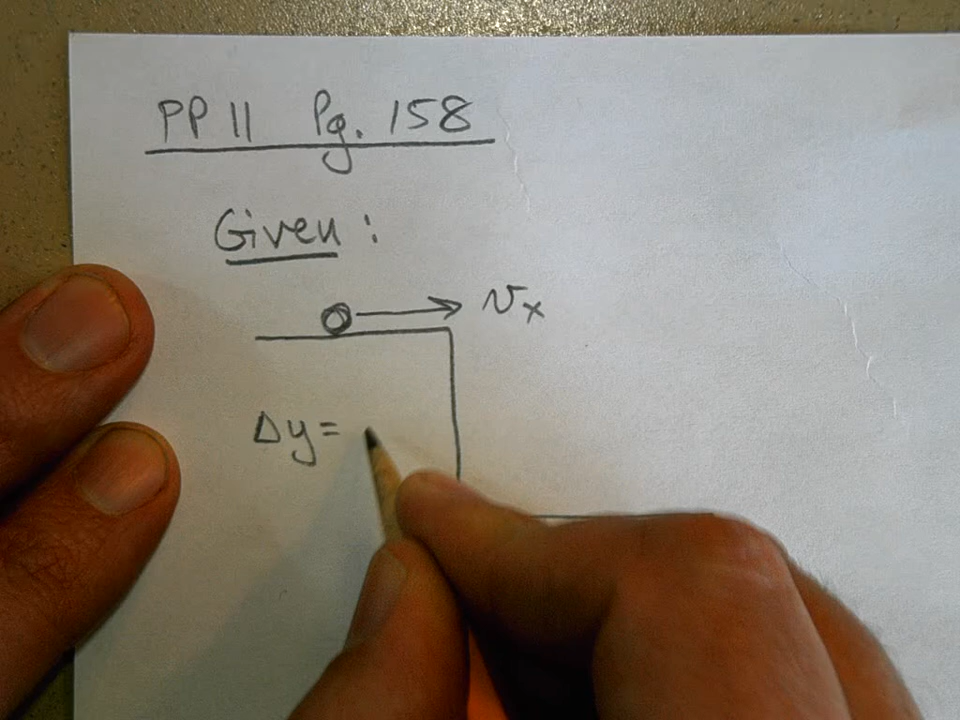 PP 11 Pg. 158
Given :
Vx
Δy =